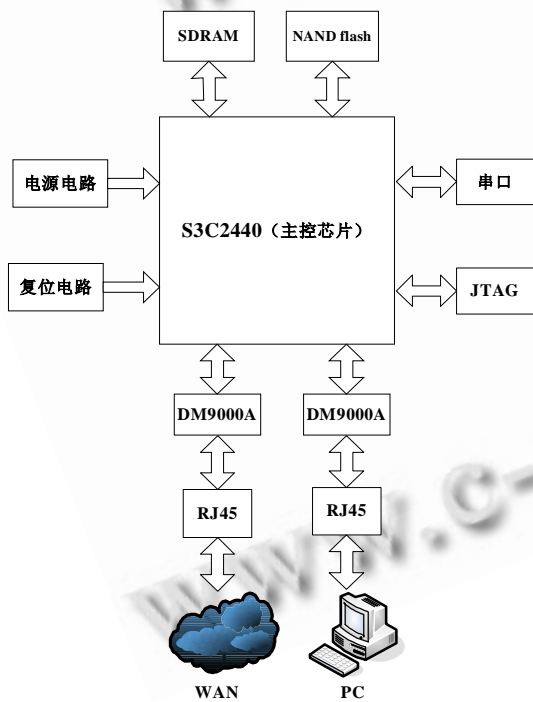 SDRAM
NAND flash
电源电路
串口
S3C2440（主控芯片）
复位电路
JTAG
DM9000A
DM9000A
RJ45
RJ45
WAN
PC
www.c-